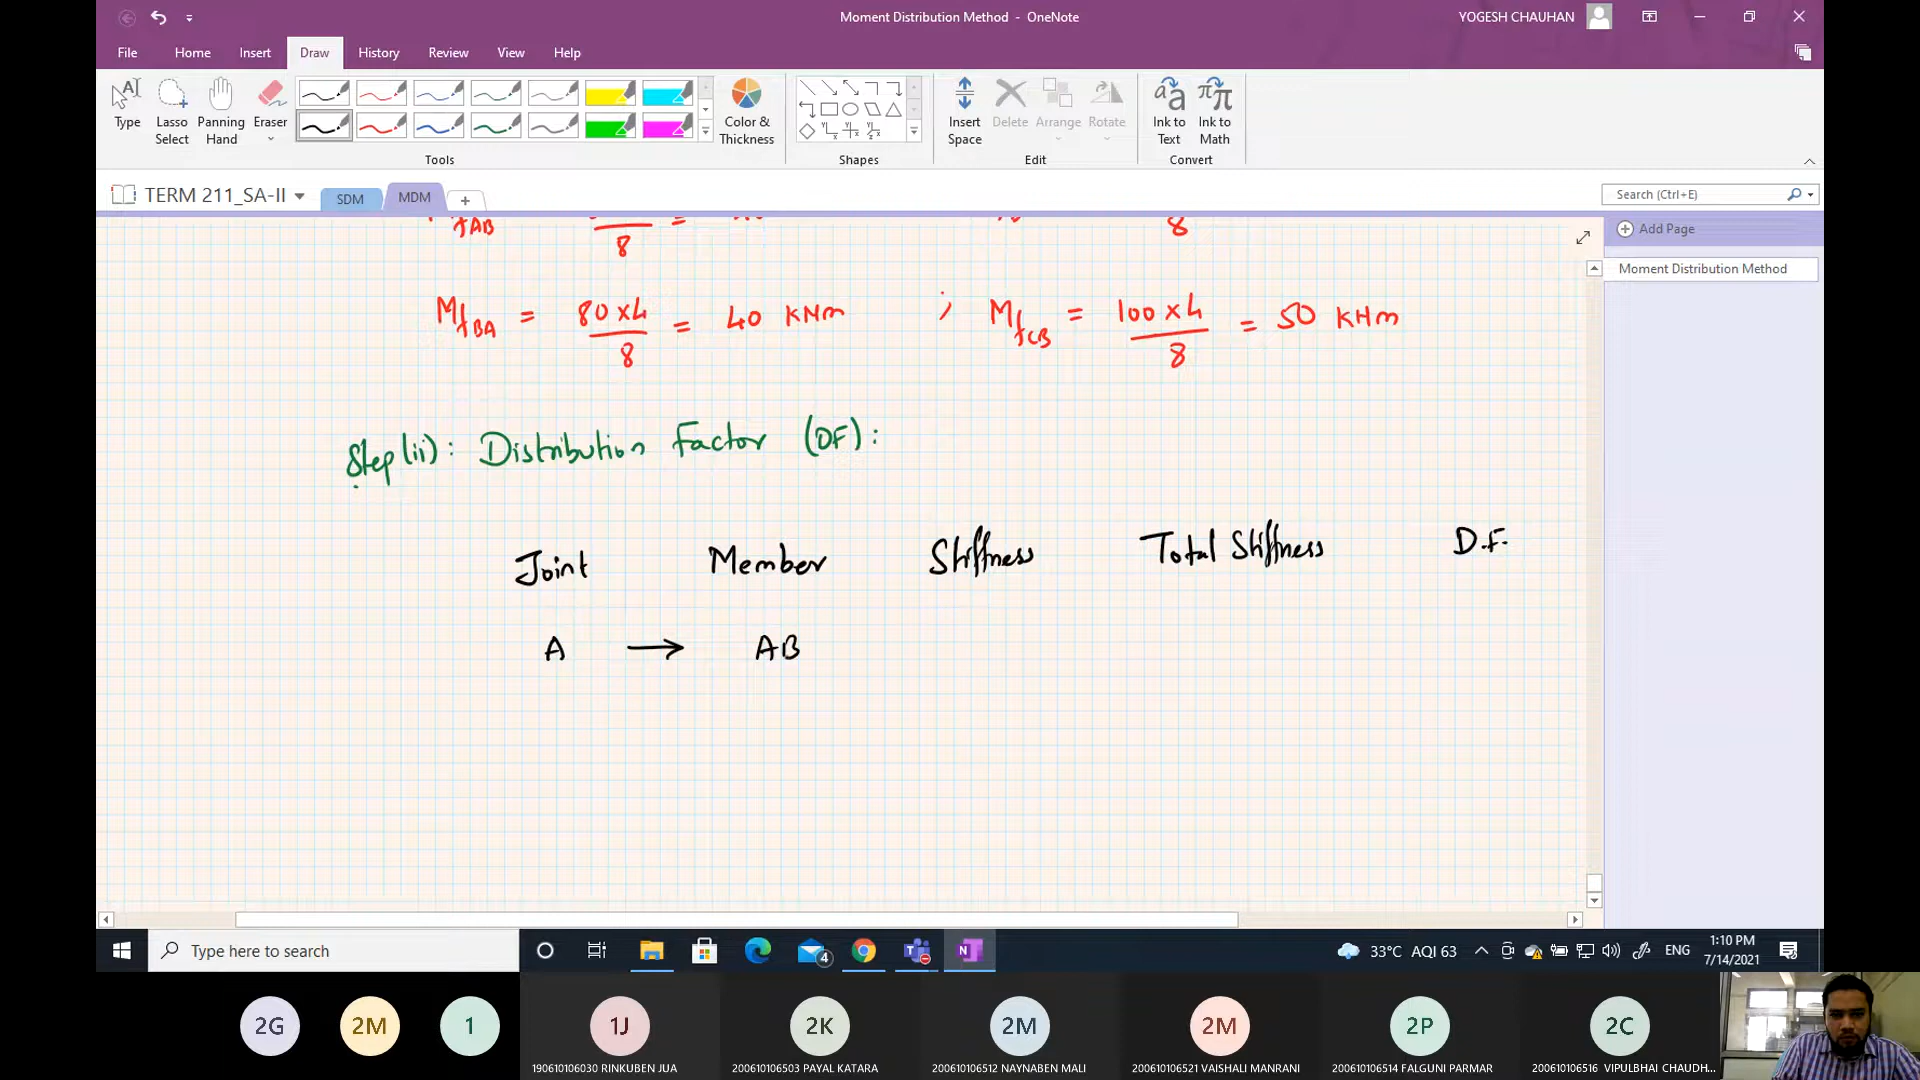 Moment Distribution Method - OneNote
YOGESH CHAUHAN
File Home Insert Draw History Review View Help
Type
Lasso Select
Panning Hand
Eraser
Color & Thickness
Insert Space
Delete
Arrange
Rotate
Ink to Text
Ink to Math
Tools
Shapes
Edit
Convert
TERM 211_SA-II
SDM
MDM
Search (Ctrl+E)
Add Page
Moment Distribution Method
fAB
8
8
MfBA = 80 x 4 / 8 = 40 KNm ; MfCB = 100 x 4 / 8 = 50 KNm
Step (ii): Distribution Factor (DF):
Joint Member Stiffness Total Stiffness D.F.
A → AB
Type here to search
4
33°C AQI 63
ENG
1:10 PM
7/14/2021
2G 2M 1 1J 2K 2M 2M 2P 2C
190610106030 RINKUBEN JUA
200610106503 PAYAL KATARA
200610106512 NAYNABEN MALI
200610106521 VAISHALI MANRANI
200610106514 FALGUNI PARMAR
200610106516 VIPULBHAI CHAUDH...